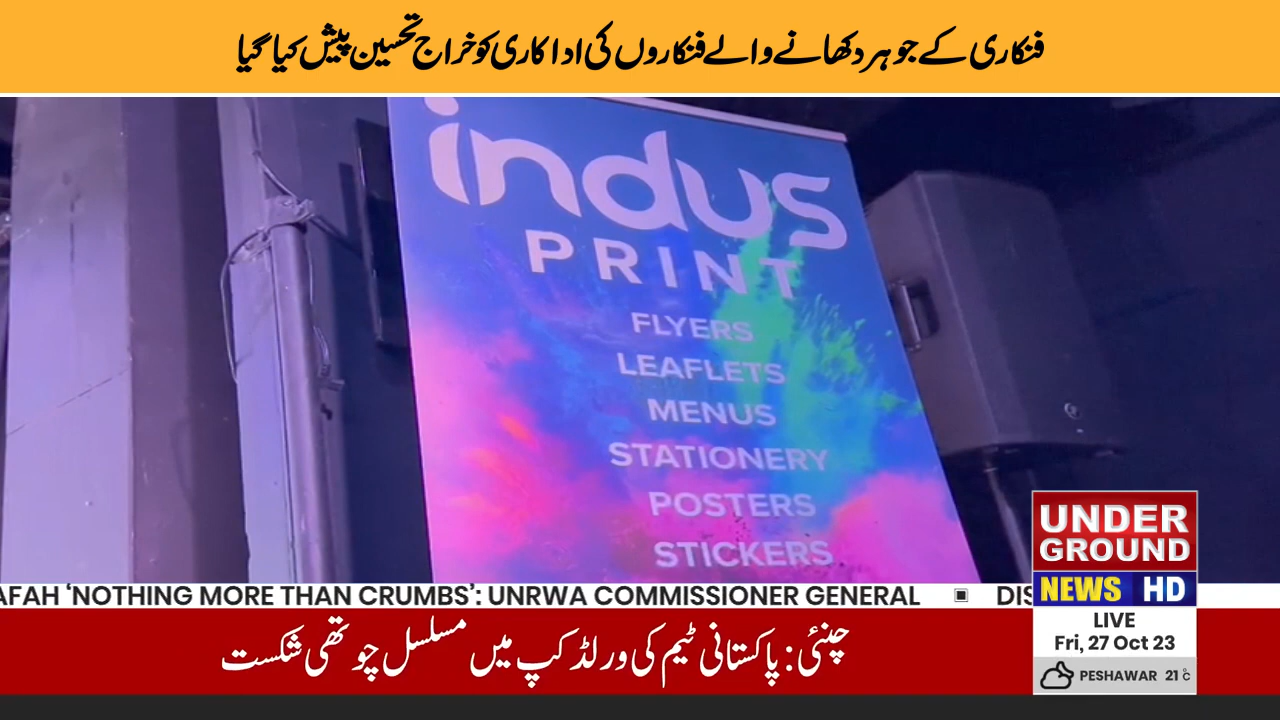 فنکاری کے جوہر دکھانے والے فنکاروں کی اداکاری کو خراج تحسین پیش کیا گیا
indus
PRINT
FLYERS
LEAFLETS
MENUS
STATIONERY
POSTERS
STICKERS
UNDER
GROUND
NEWS HD
AFAH ‘NOTHING MORE THAN CRUMBS’: UNRWA COMMISSIONER GENERAL ▣ DIS
LIVE
Fri, 27 Oct 23
چنئی: پاکستانی ٹیم کی ورلڈ کپ میں مسلسل چوتھی شکست
PESHAWAR 21°C